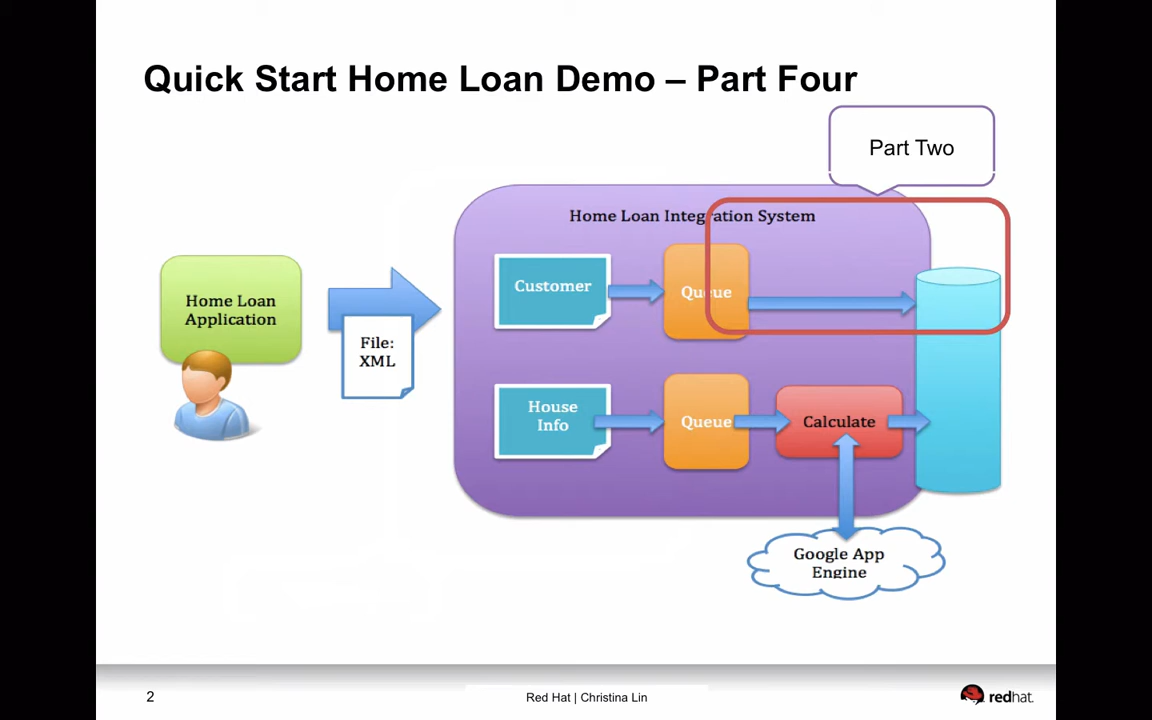 Quick Start Home Loan Demo – Part Four
Part Two
Home Loan Integration System
Customer
Queue
Home Loan
Application
File:
XML
House
Info
Queue
Calculate
Google App
Engine
2
Red Hat | Christina Lin
redhat.